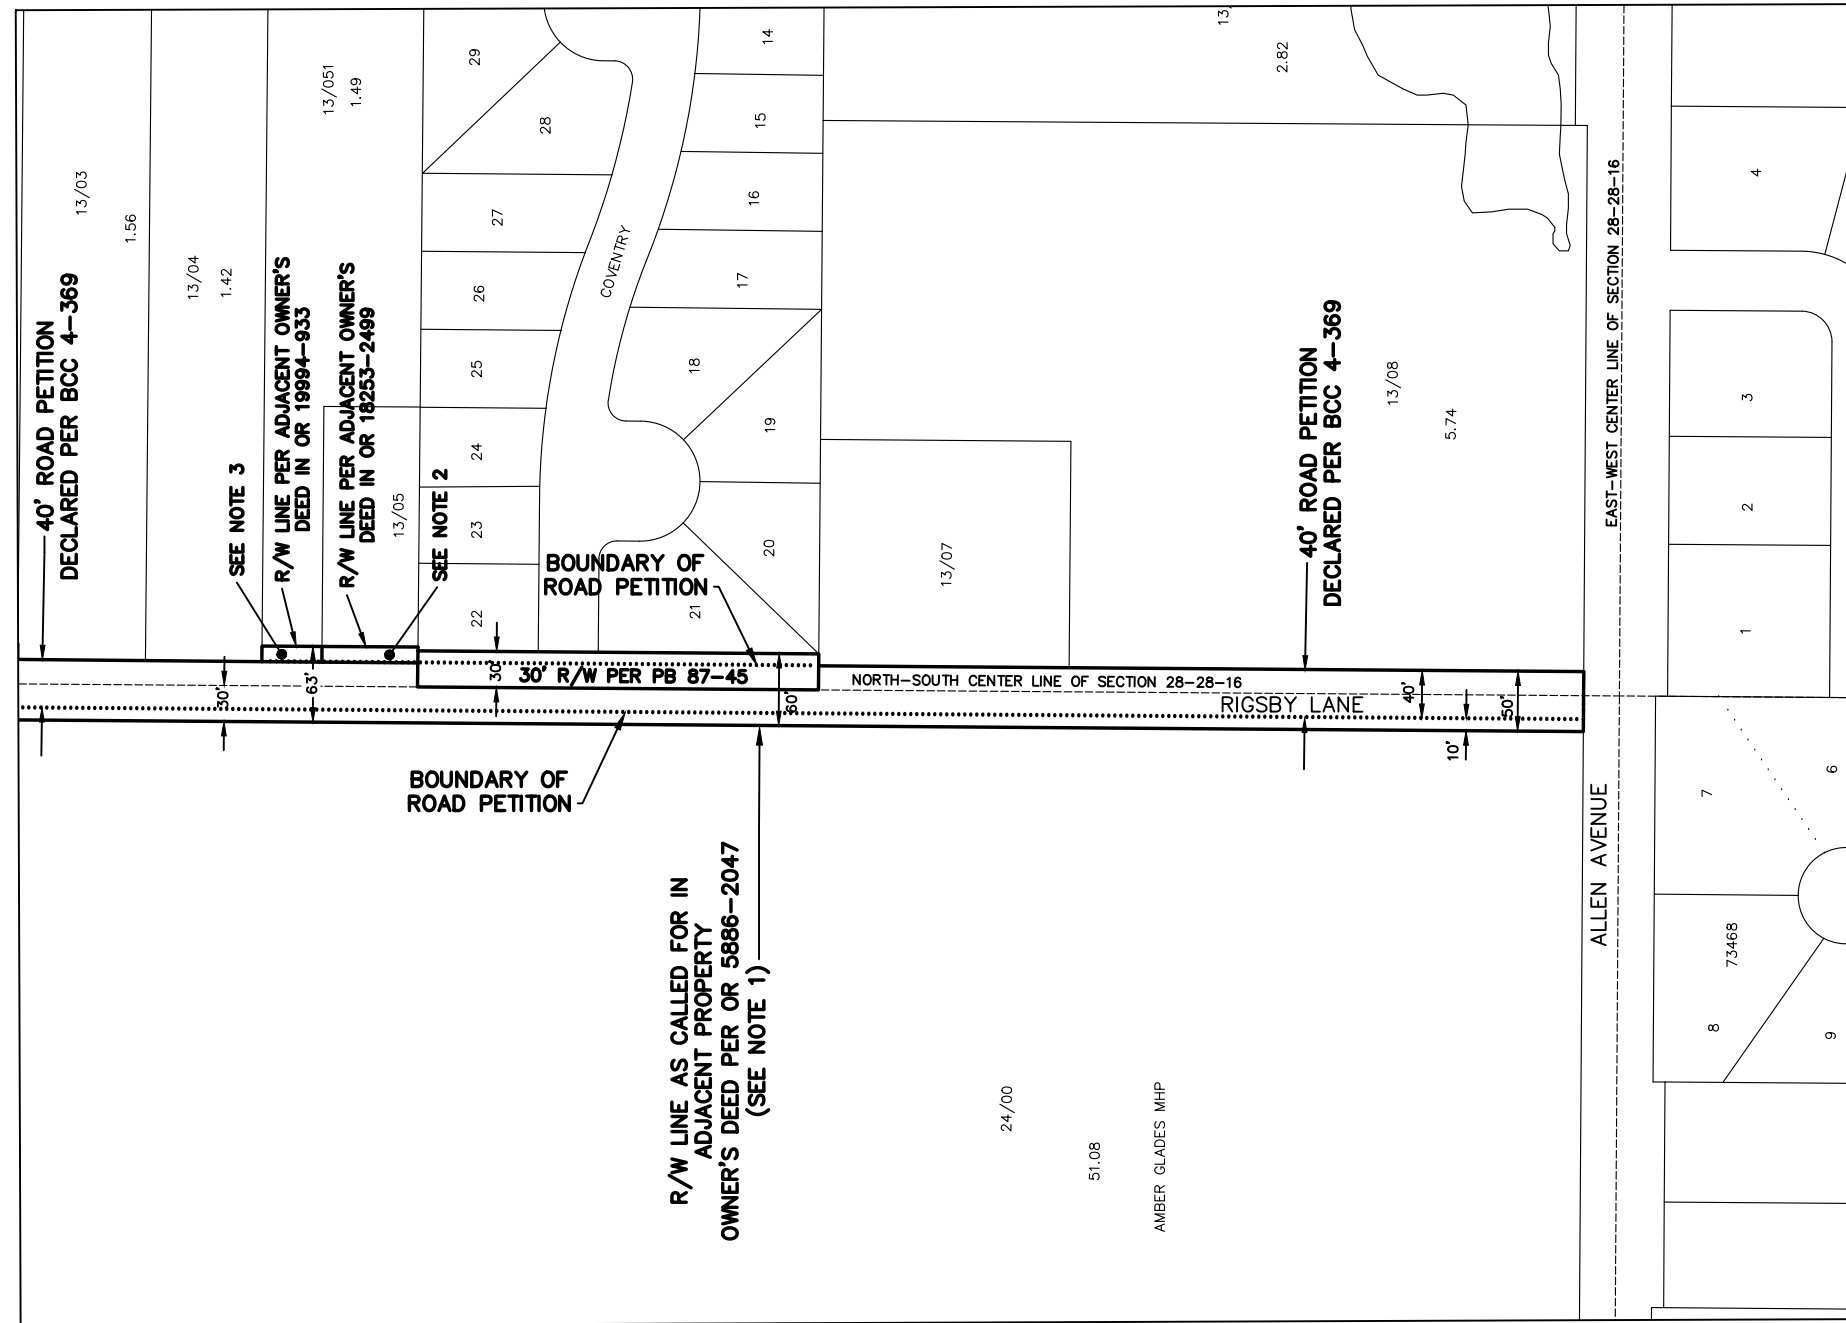 13/03
1.56
40' ROAD PETITION
DECLARED PER BCC 4-369
13/04
1.42
13/051
1.49
SEE NOTE 3
R/W LINE PER ADJACENT OWNER'S
DEED IN OR 19994-933
R/W LINE PER ADJACENT OWNER'S
DEED IN OR 18253-2499
13/05
SEE NOTE 2
29
28
27
26
25
24
23
22
COVENTRY
14
15
16
17
18
19
20
21
BOUNDARY OF
ROAD PETITION
13/07
13/
2.82
40' ROAD PETITION
DECLARED PER BCC 4-369
13/08
5.74
EAST-WEST CENTER LINE OF SECTION 28-28-16
4
3
2
1
30'
63'
30'
30' R/W PER PB 87-45
60'
NORTH-SOUTH CENTER LINE OF SECTION 28-28-16
RIGSBY LANE
40'
10'
50'
BOUNDARY OF
ROAD PETITION
R/W LINE AS CALLED FOR IN
ADJACENT PROPERTY
OWNER'S DEED PER OR 5886-2047
(SEE NOTE 1)
24/00
51.08
AMBER GLADES MHP
ALLEN AVENUE
7
6
73468
8
9